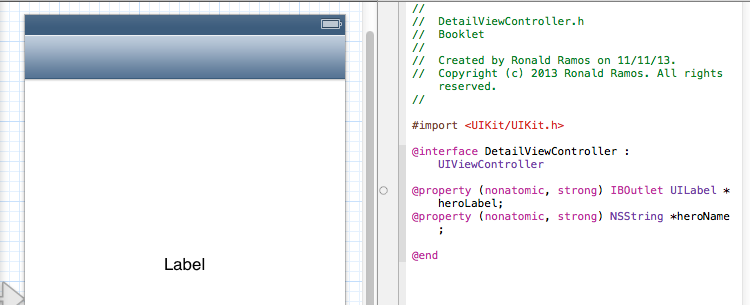 Label
//
// DetailViewController.h
// Booklet
//
// Created by Ronald Ramos on 11/11/13.
// Copyright (c) 2013 Ronald Ramos. All rights
reserved.
//
#import <UIKit/UIKit.h>
@interface DetailViewController :
UIViewController
@property (nonatomic, strong) IBOutlet UILabel *
heroLabel;
@property (nonatomic, strong) NSString *heroName
;
@end